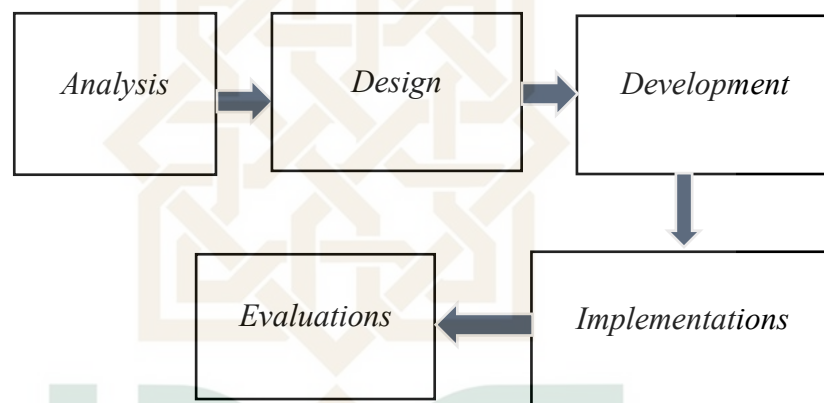 Analysis
Design
Development
Implementations
Evaluations